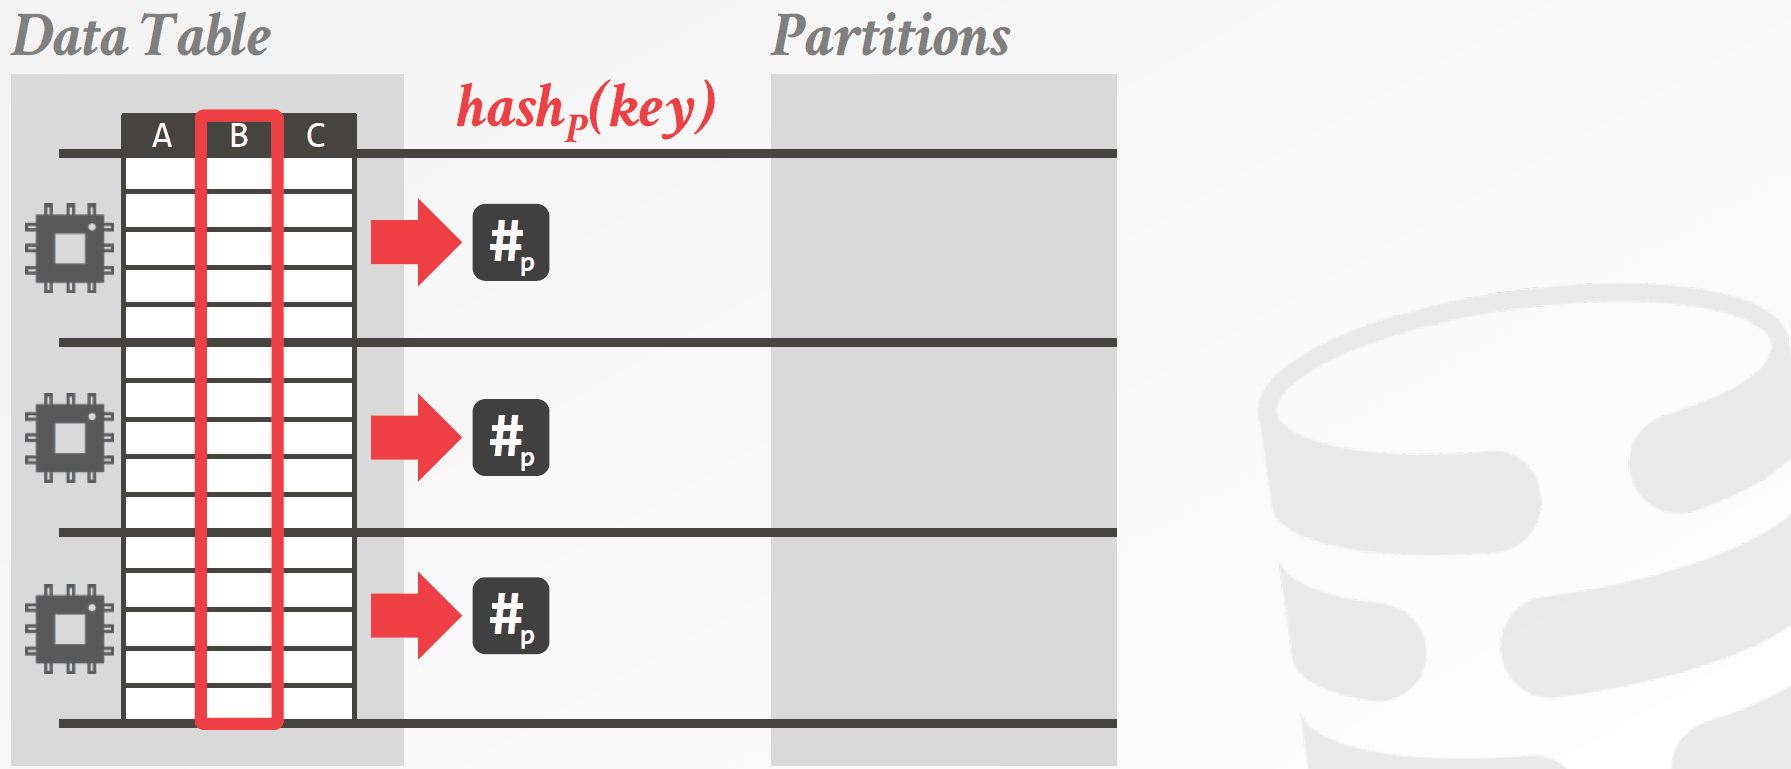 Data Table
Partitions
hashP(key)
A B C
#p
#p
#p